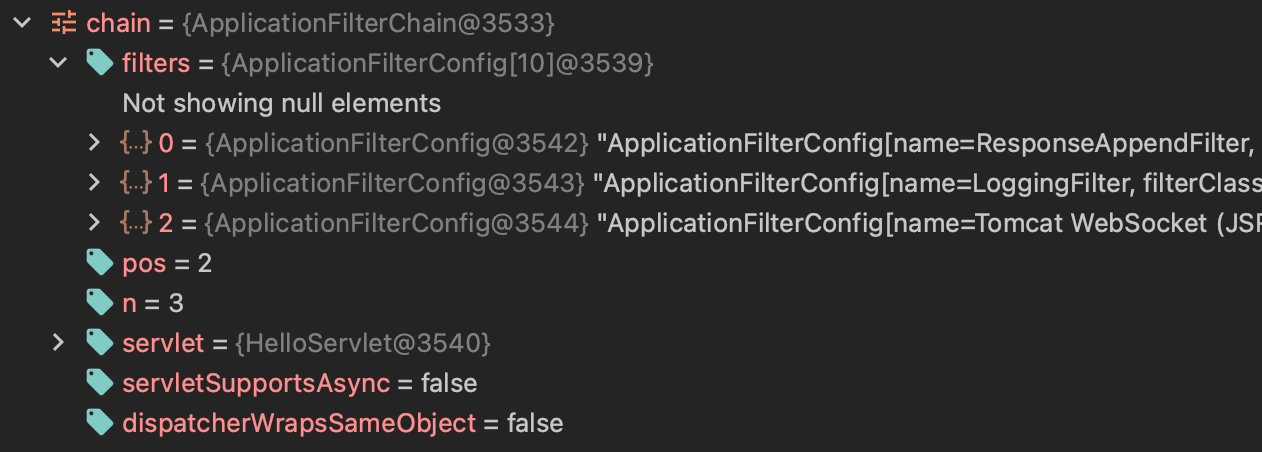 chain = {ApplicationFilterChain@3533}
filters = {ApplicationFilterConfig[10]@3539}
Not showing null elements
{...} 0 = {ApplicationFilterConfig@3542} "ApplicationFilterConfig[name=ResponseAppendFilter,
{...} 1 = {ApplicationFilterConfig@3543} "ApplicationFilterConfig[name=LoggingFilter, filterClass
{...} 2 = {ApplicationFilterConfig@3544} "ApplicationFilterConfig[name=Tomcat WebSocket (JSR
pos = 2
n = 3
servlet = {HelloServlet@3540}
servletSupportsAsync = false
dispatcherWrapsSameObject = false